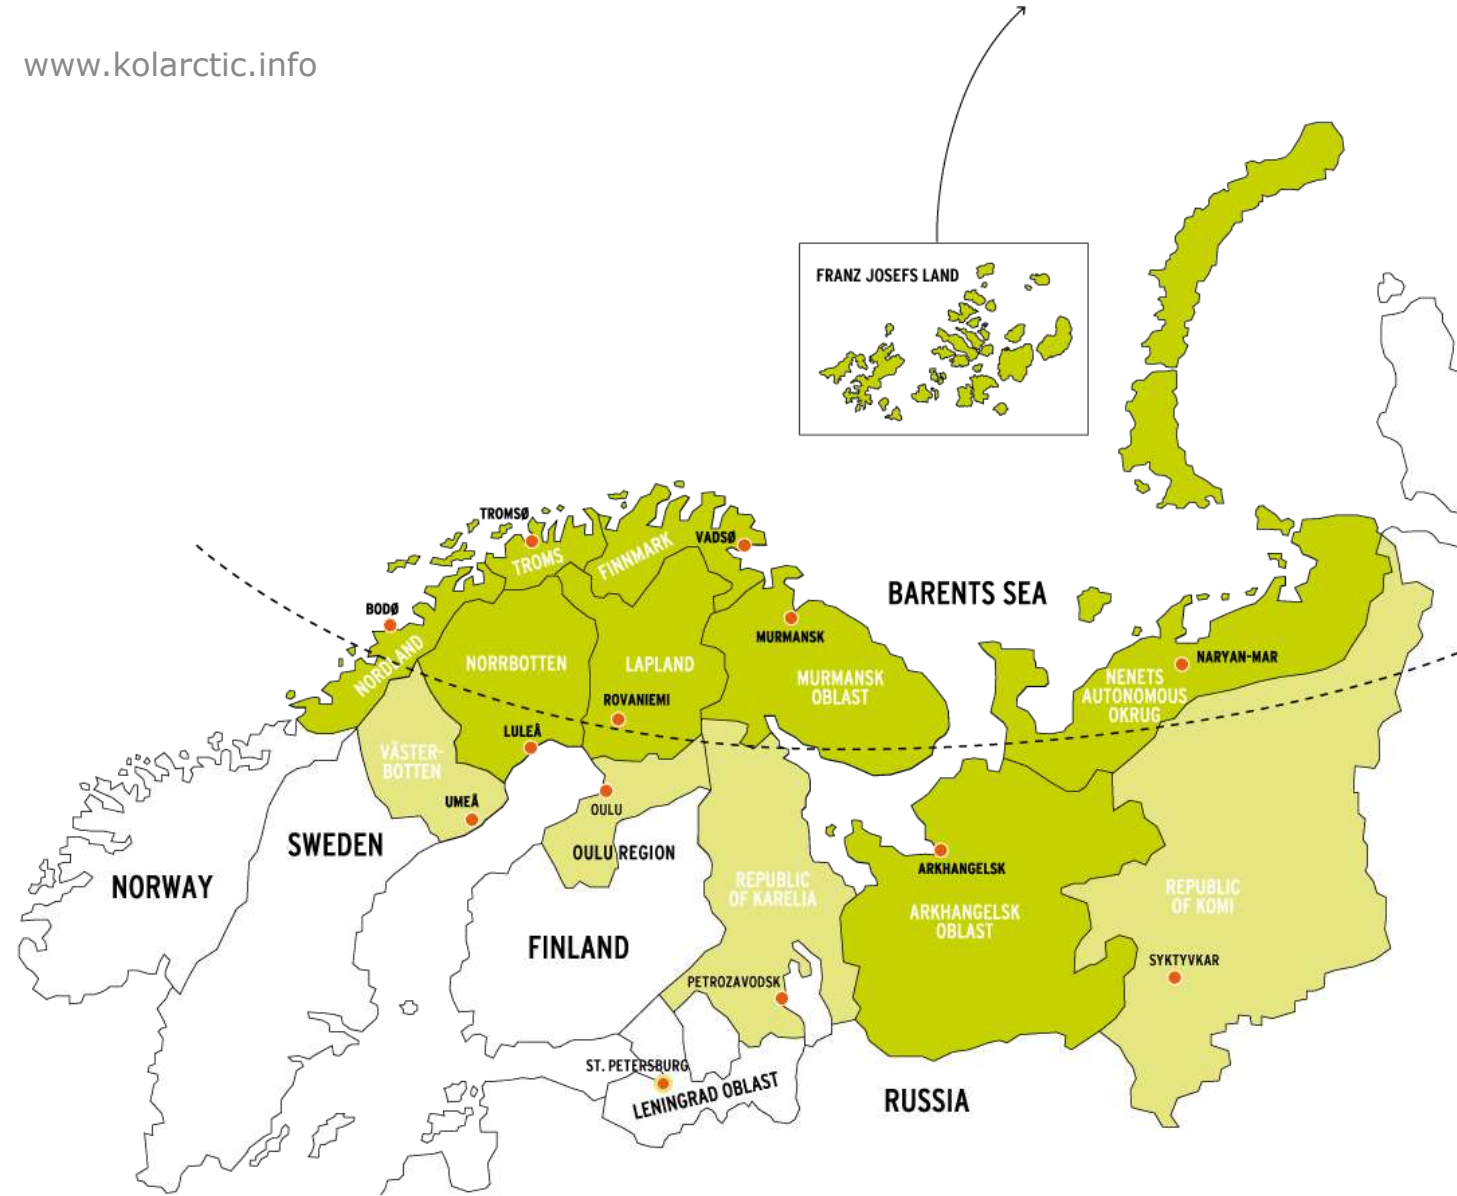 www.kolarctic.info
FRANZ JOSEFS LAND
TROMSØ
VADSØ
TROMS
FINNMARK
BARENTS SEA
BODØ
MURMANSK
NORDLAND
NORRBOTTEN
LAPLAND
NARYAN-MAR
MURMANSK
OBLAST
NENETS
AUTONOMOUS
OKRUG
ROVANIEMI
LULEÅ
VÄSTER-
BOTTEN
UMEÅ
OULU
SWEDEN
OULU REGION
NORWAY
ARKHANGELSK
REPUBLIC
OF KARELIA
REPUBLIC
OF KOMI
ARKHANGELSK
OBLAST
FINLAND
SYKTYVKAR
PETROZAVODSK
ST. PETERSBURG
LENINGRAD OBLAST
RUSSIA